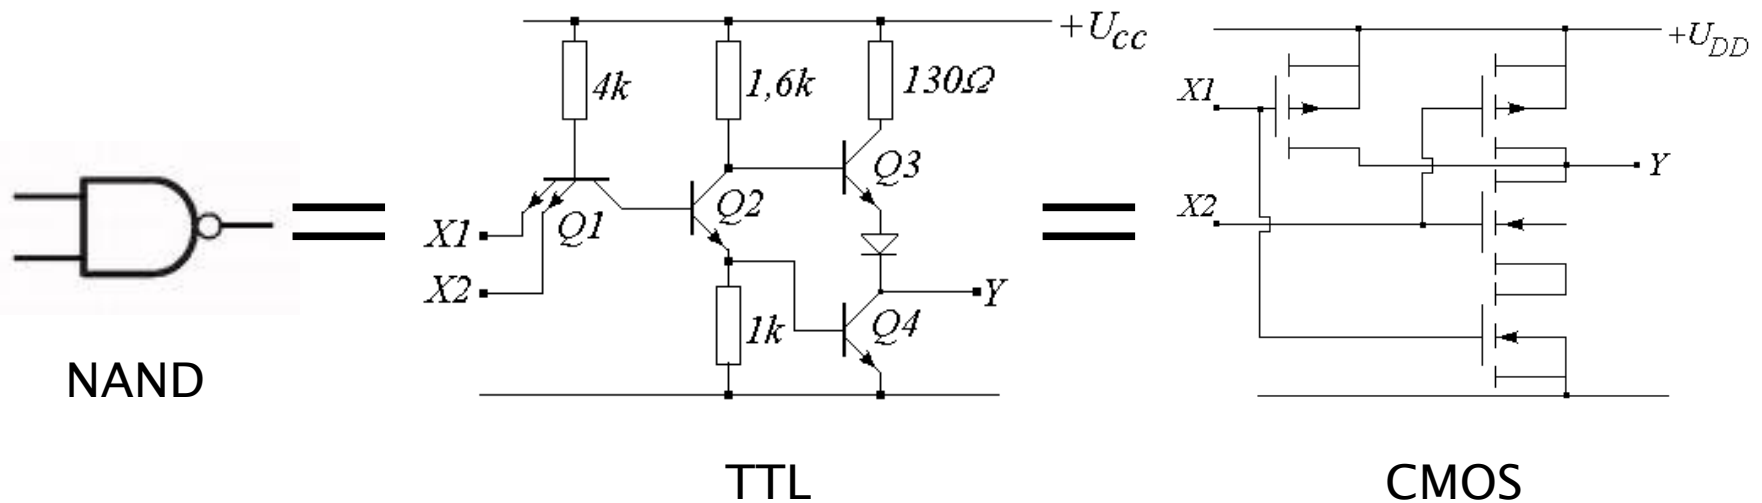 NAND
+UCC
4k
1,6k
130Ω
Q3
Q2
Q1
X1
X2
Y
1k
Q4
TTL
+UDD
X1
Y
X2
CMOS